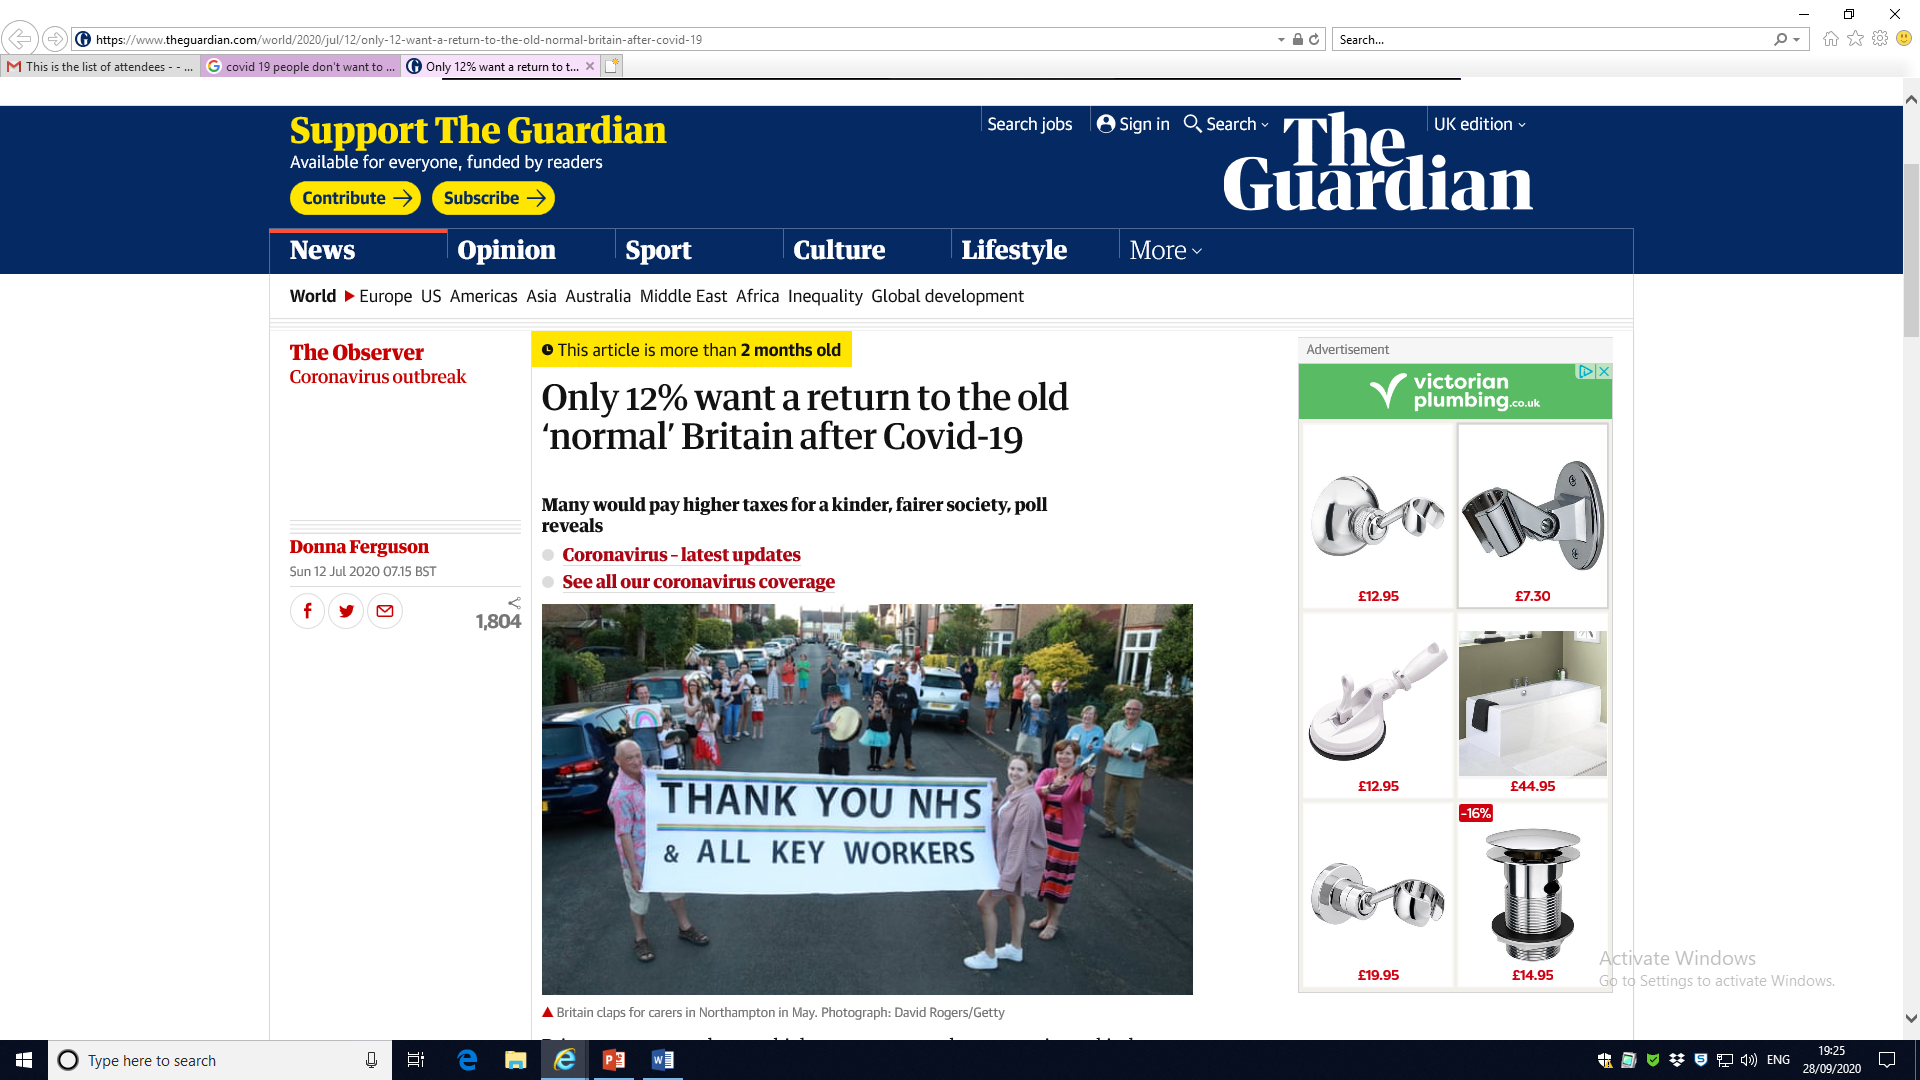 https://www.theguardian.com/world/2020/jul/12/only-12-want-a-return-to-the-old-normal-britain-after-covid-19
Search...
This is the list of attendees - - ...
covid 19 people don't want to ...
Only 12% want a return to t...
Support The Guardian
Available for everyone, funded by readers
Contribute
Subscribe
Search jobs
Sign in
Search
UK edition
The
Guardian
News
Opinion
Sport
Culture
Lifestyle
More
World
Europe US Americas Asia Australia Middle East Africa Inequality Global development
The Observer
Coronavirus outbreak
Donna Ferguson
Sun 12 Jul 2020 07.15 BST
1,804
This article is more than 2 months old
Only 12% want a return to the old
‘normal’ Britain after Covid-19
Many would pay higher taxes for a kinder, fairer society, poll
reveals
Coronavirus – latest updates
See all our coronavirus coverage
THANK YOU NHS
& ALL KEY WORKERS
Britain claps for carers in Northampton in May. Photograph: David Rogers/Getty
Advertisement
victorian
plumbing.co.uk
£12.95
£7.30
£12.95
£44.95
-16%
£19.95
£14.95
Activate Windows
Go to Settings to activate Windows.
Type here to search
ENG
19:25
28/09/2020